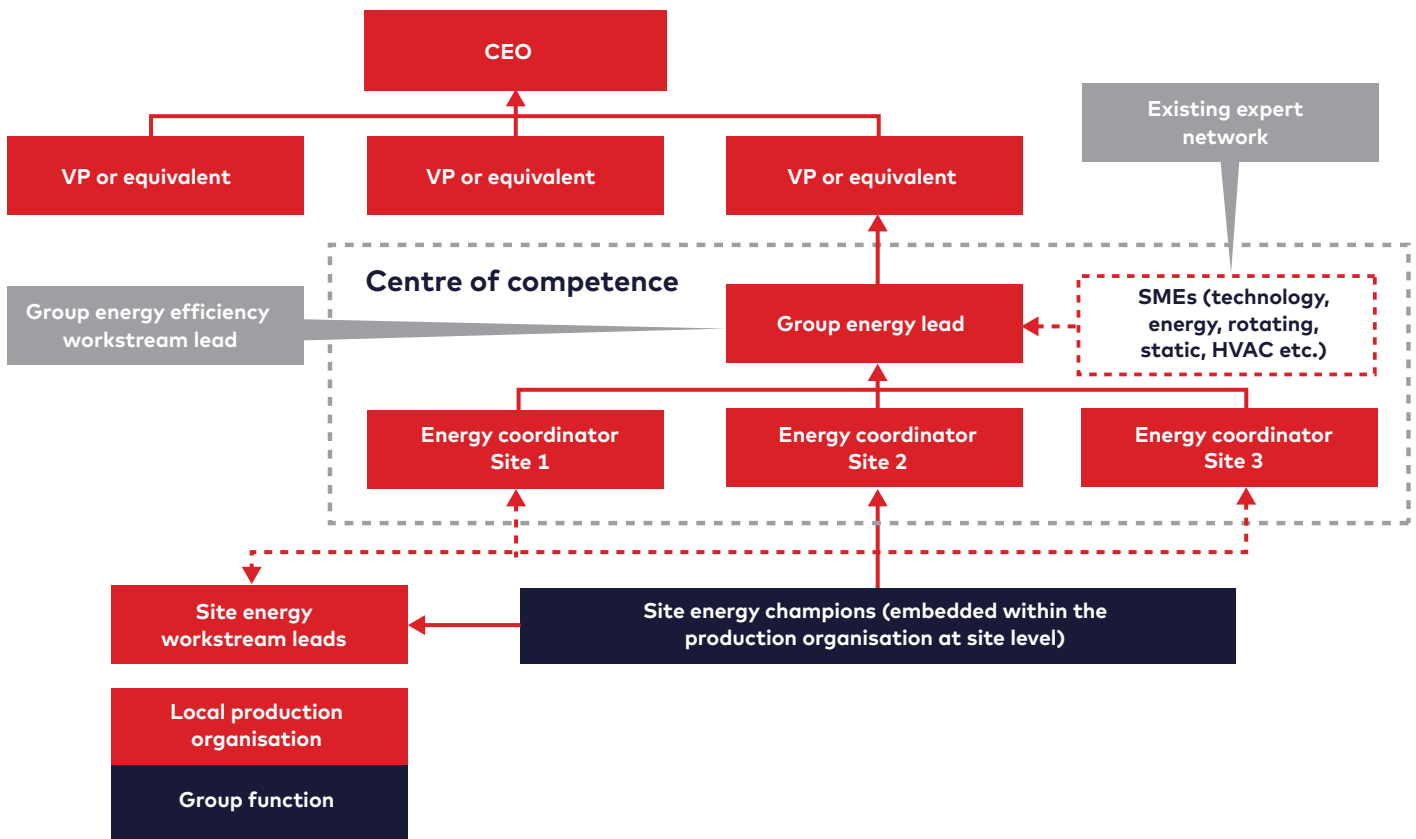 CEO
Existing expert
network
VP or equivalent
VP or equivalent
VP or equivalent
Centre of competence
Group energy efficiency
workstream lead
Group energy lead
SMEs (technology,
energy, rotating,
static, HVAC etc.)
Energy coordinator
Site 1
Energy coordinator
Site 2
Energy coordinator
Site 3
Site energy
workstream leads
Site energy champions (embedded within the
production organisation at site level)
Local production
organisation
Group function